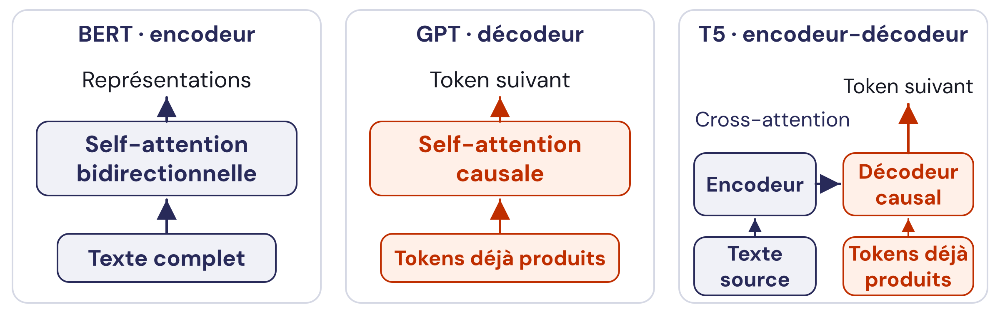 BERT · encodeur
Représentations
Self-attention
bidirectionnelle
Texte complet
GPT · décodeur
Token suivant
Self-attention
causale
Tokens déjà produits
T5 · encodeur-décodeur
Token suivant
Cross-attention
Encodeur
Décodeur
causal
Texte
source
Tokens déjà
produits